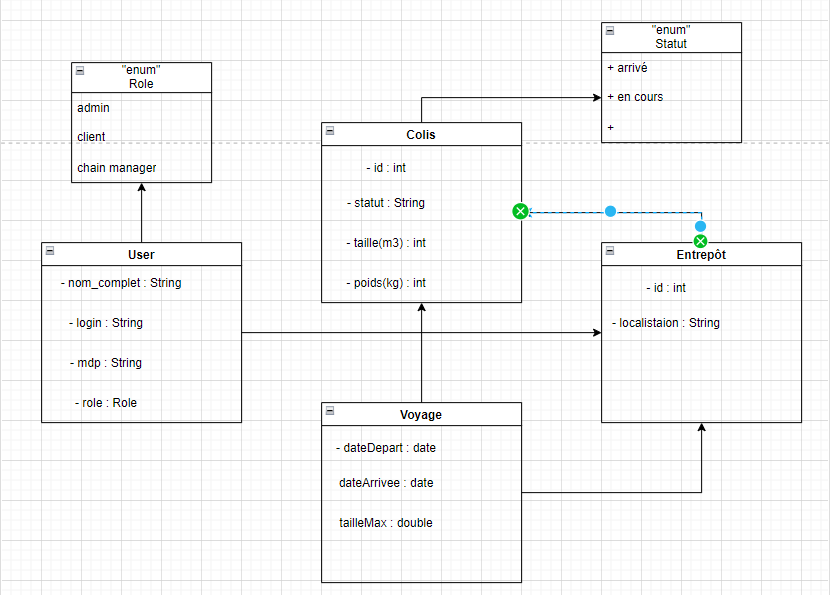 "enum"
Statut
+ arrivé
+ en cours
+
"enum"
Role
admin
client
chain manager
Colis
- id : int
- statut : String
- taille(m3) : int
- poids(kg) : int
User
- nom_complet : String
- login : String
- mdp : String
- role : Role
Entrepôt
- id : int
- localistaion : String
Voyage
- dateDepart : date
dateArrivee : date
tailleMax : double